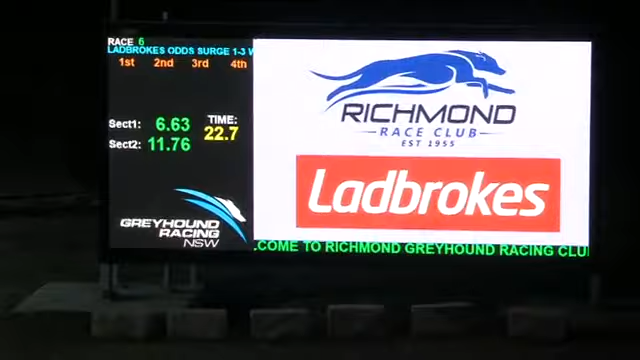 RACE 6
LADBROKES ODDS SURGE 1-3 W
1st 2nd 3rd 4th
Sect1: 6.63
Sect2: 11.76
TIME:
22.7
GREYHOUND
RACING
NSW
RICHMOND
RACE CLUB
EST 1955
Ladbrokes
COME TO RICHMOND GREYHOUND RACING CLU